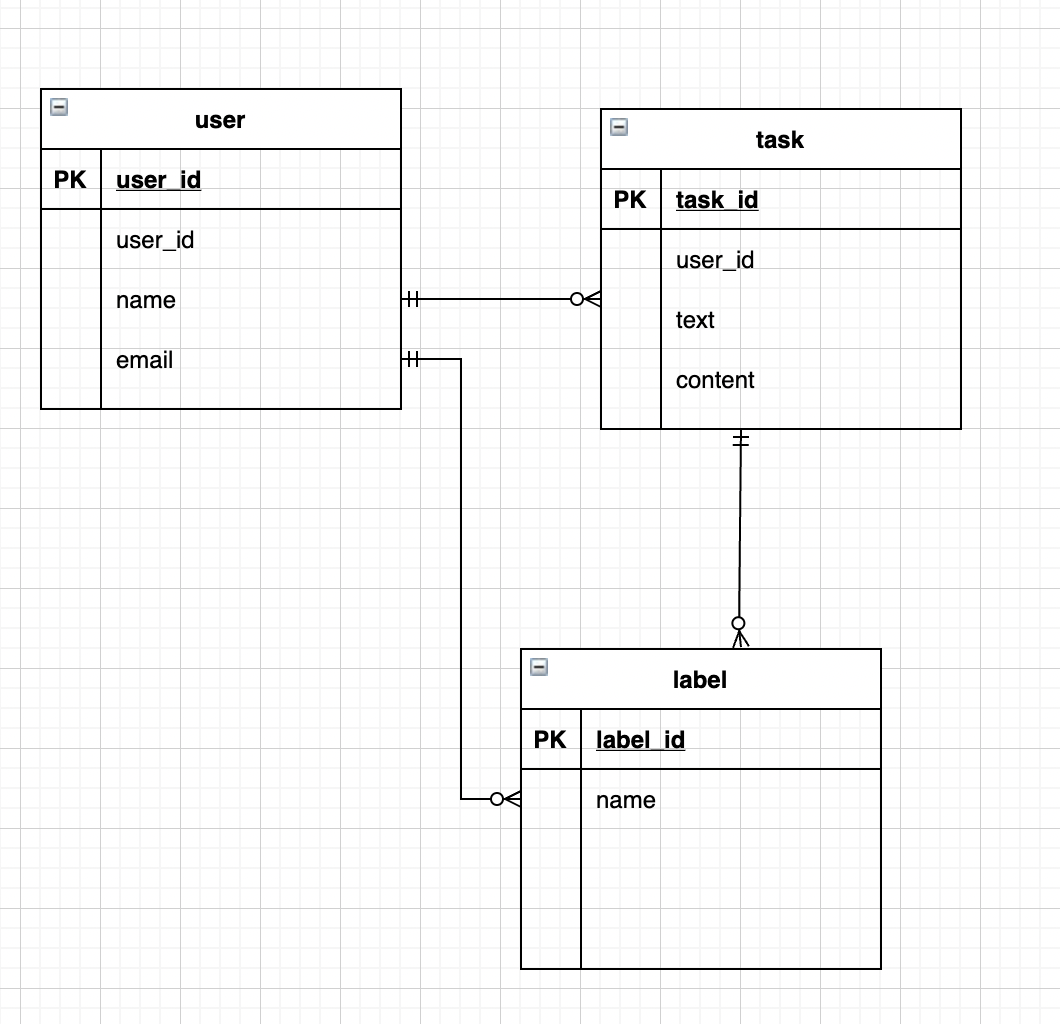 user
PK user_id
user_id
name
email
task
PK task_id
user_id
text
content
label
PK label_id
name